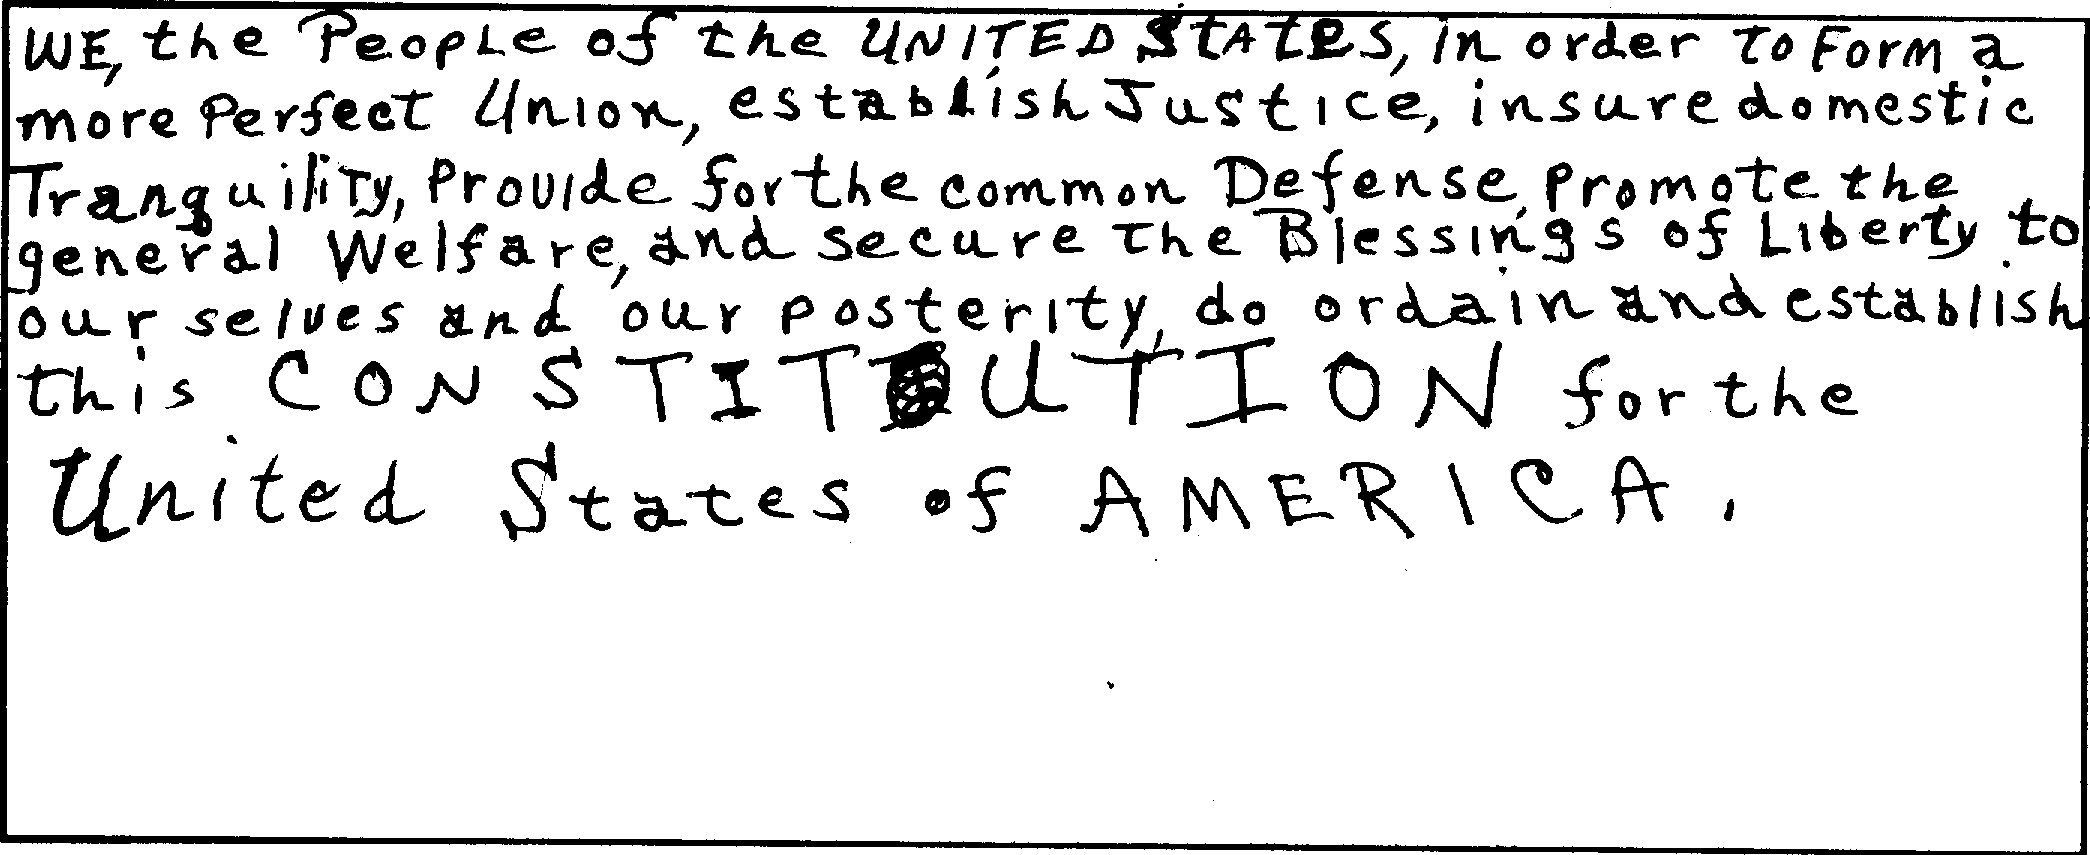 WE, the People of the UNITED StATES, in order to Form a
more Perfect Union, establish Justice, insure domestic
Tranquility, Provide for the common Defense, Promote the
general Welfare, and secure the Blessings of Liberty to
our selves and our posterity, do ordain and establish
this CONSTITUTION for the
United States of AMERICA.